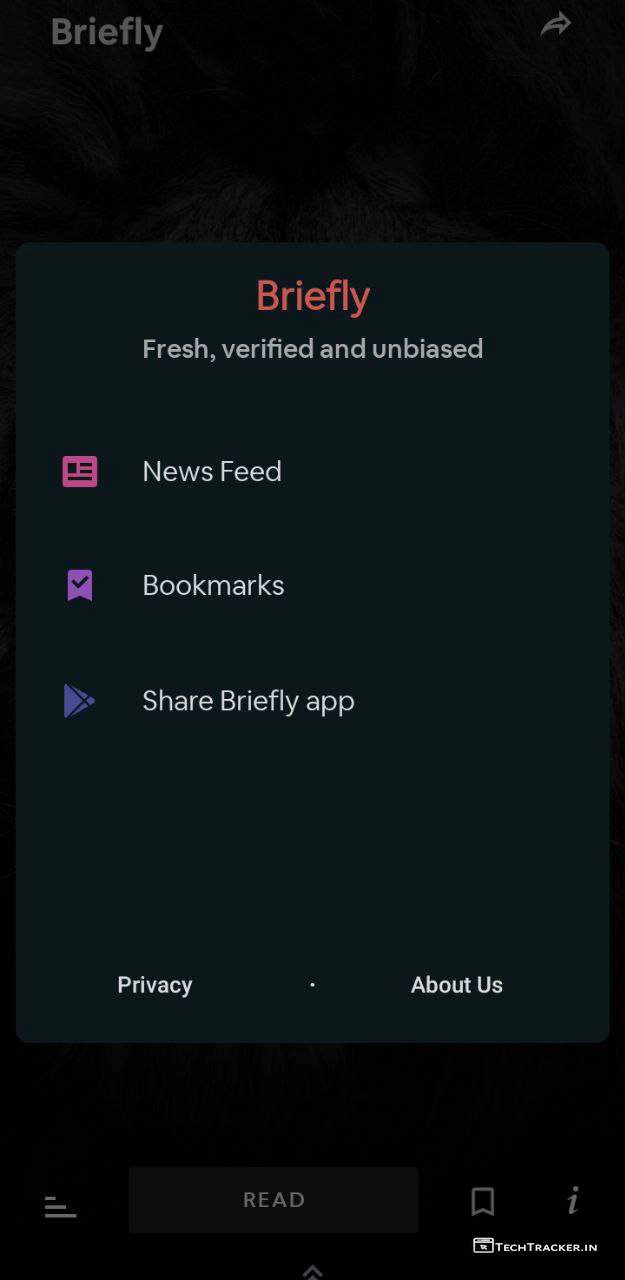 Briefly
Briefly
Fresh, verified and unbiased
News Feed
Bookmarks
Share Briefly app
Privacy · About Us
READ
i
TECHTRACKER.IN